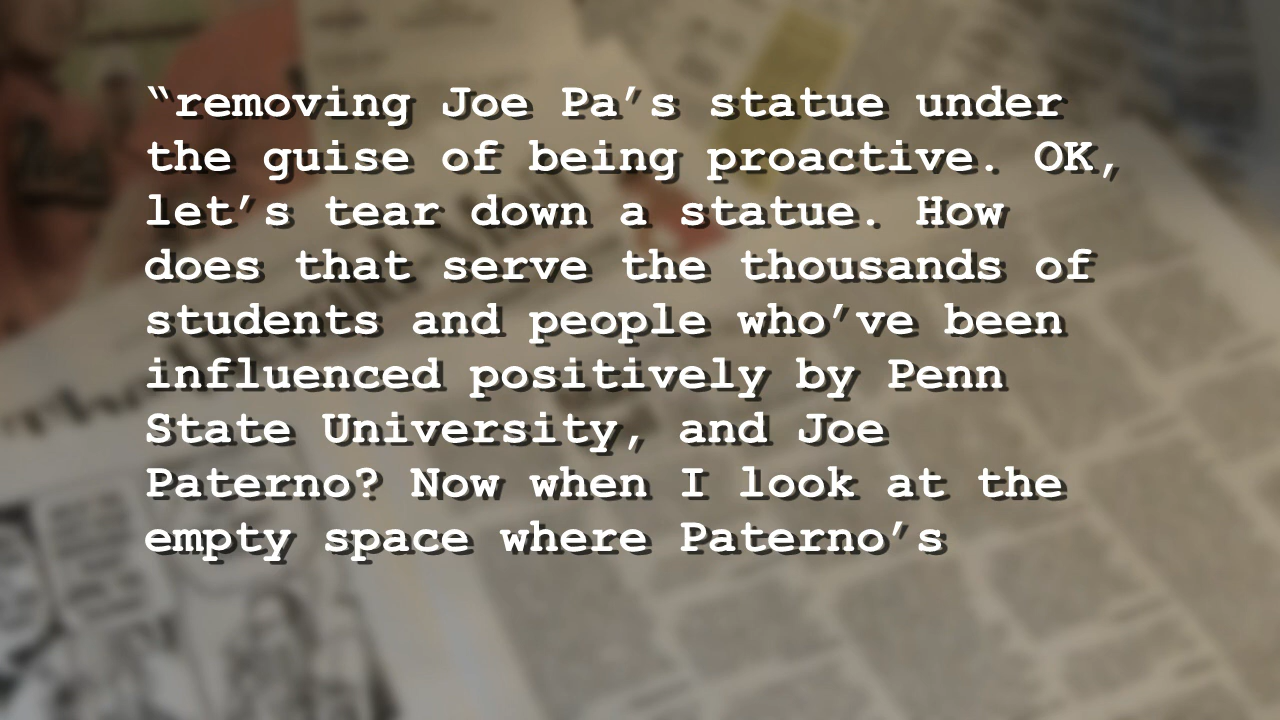 “removing Joe Pa’s statue under
the guise of being proactive. OK,
let’s tear down a statue. How
does that serve the thousands of
students and people who’ve been
influenced positively by Penn
State University, and Joe
Paterno? Now when I look at the
empty space where Paterno’s